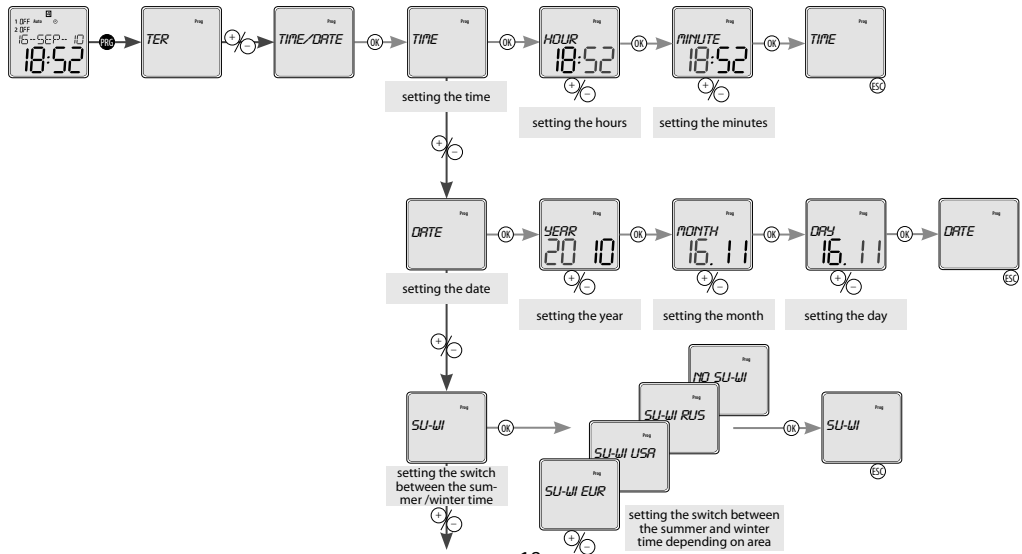 1 OFF Auto
2 OFF
16-SEP-10
18:52
PRG
Prog
TER
+
-
Prog
TIME/DATE
OK
Prog
TIME
OK
Prog
HOUR
18:52
OK
Prog
MINUTE
18:52
OK
Prog
TIME
ESC
+
-
+
-
setting the time
setting the hours
setting the minutes
+
-
Prog
DATE
OK
Prog
YEAR
20 10
OK
Prog
MONTH
16. 11
OK
Prog
DAY
16. 11
OK
Prog
DATE
ESC
+
-
+
-
+
-
setting the date
setting the year
setting the month
setting the day
+
-
Prog
NO SU-WI
Prog
SU-WI RUS
Prog
SU-WI USA
Prog
SU-WI EUR
Prog
SU-WI
OK
OK
Prog
SU-WI
ESC
setting the switch
between the sum-
mer /winter time
+
-
+
-
setting the switch between
the summer and winter
time depending on area